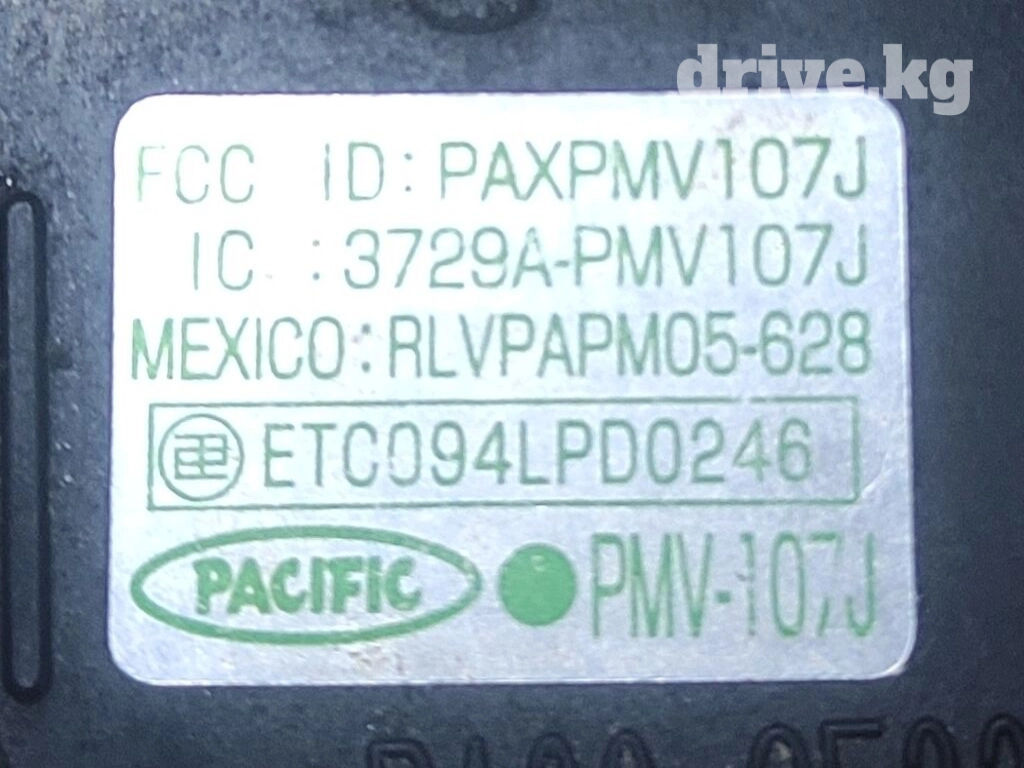 drive.kg
FCC ID: PAXPMV107J
IC : 3729A-PMV107J
MEXICO: RLVPAPM05-628
ETC094LPD0246
PACIFIC PMV-107J